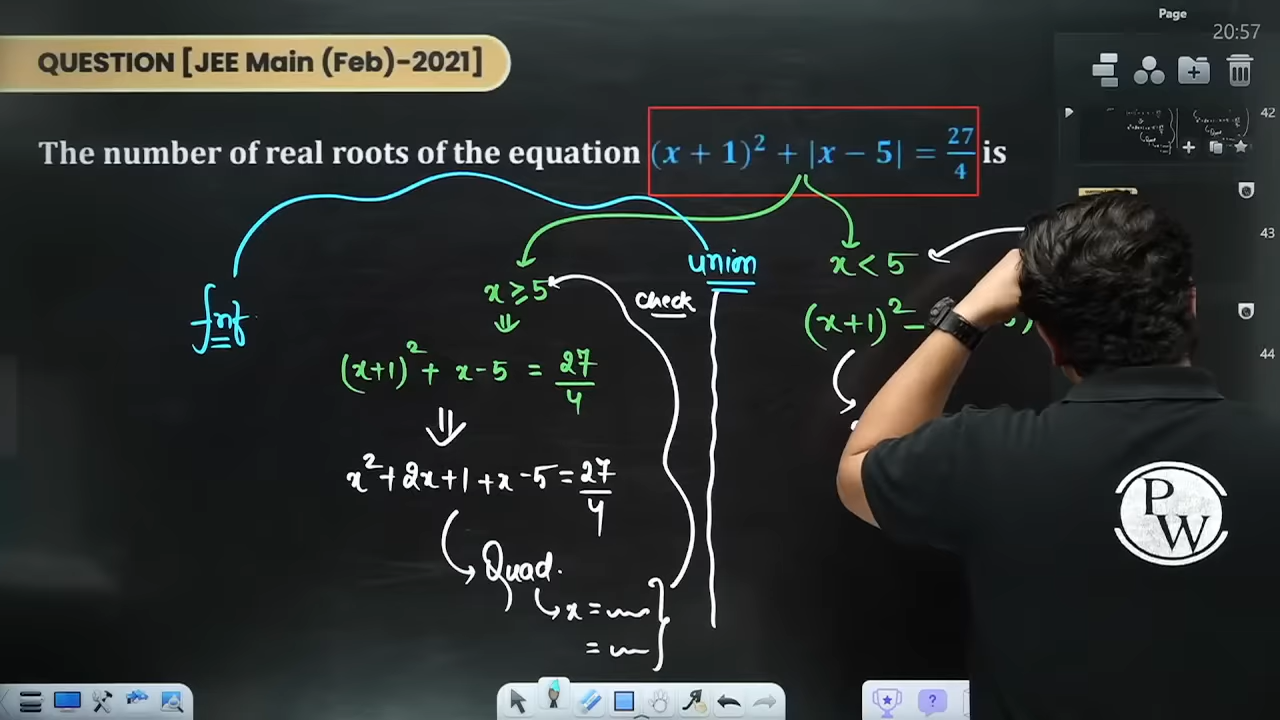 Page
20:57
QUESTION [JEE Main (Feb)-2021]
42
The number of real roots of the equation (x + 1)² + |x − 5| = 27/4 is
43
union
x < 5
x ≥ 5
check
fnf
(x+1)² −
(x+1)² + x-5 = 27/4
44
⇓
x² + 2x + 1 + x - 5 = 27/4
PW
Quad.
x =
=